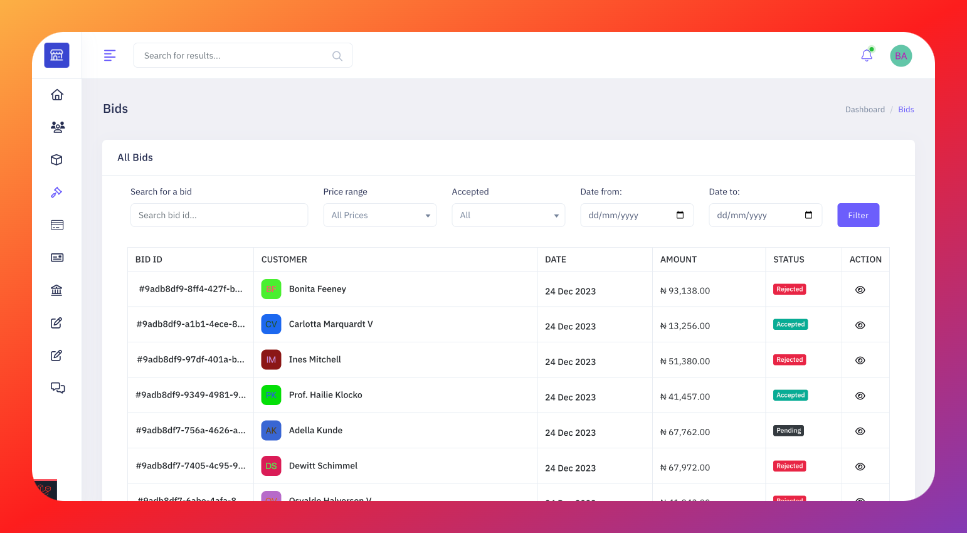 Search for results...
BA
Bids
Dashboard / Bids
All Bids
Search for a bid
Price range
Accepted
Date from:
Date to:
Search bid id...
All Prices
All
dd/mm/yyyy
dd/mm/yyyy
Filter
BID ID CUSTOMER DATE AMOUNT STATUS ACTION
#9adb8df9-8ff4-427f-b... BF Bonita Feeney 24 Dec 2023 ₦ 93,138.00 Rejected
#9adb8df9-a1b1-4ece-8... CV Carlotta Marquardt V 24 Dec 2023 ₦ 13,256.00 Accepted
#9adb8df9-97df-401a-b... IM Ines Mitchell 24 Dec 2023 ₦ 51,380.00 Rejected
#9adb8df9-9349-4981-9... PK Prof. Hailie Klocko 24 Dec 2023 ₦ 41,457.00 Accepted
#9adb8df7-756a-4626-a... AK Adella Kunde 24 Dec 2023 ₦ 67,762.00 Pending
#9adb8df7-7405-4c95-9... DS Dewitt Schimmel 24 Dec 2023 ₦ 67,972.00 Rejected
Osvaldo Halvorson V 24 Dec 2023 Rejected